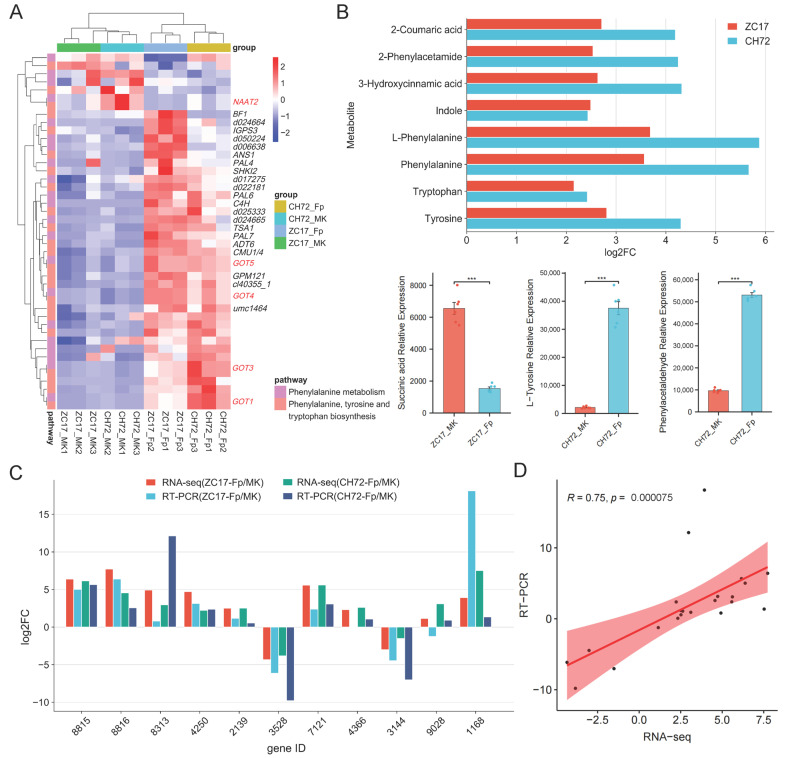 A
group
2
1
0
−1
−2
NAAT2
BF1
d024664
IGPS3
d050224
d006638
ANS1
PAL4
SHKI2
d017275
d022181
PAL6
C4H
d025333
d024665
TSA1
PAL7
ADT6
CMU1/4
GOT5
GPM121
cl40355_1
GOT4
umc1464
GOT3
GOT1
group
CH72_Fp
CH72_MK
ZC17_Fp
ZC17_MK
pathway
Phenylalanine metabolism
Phenylalanine, tyrosine and
tryptophan biosynthesis
pathway
ZC17_MK1
ZC17_MK2
ZC17_MK3
CH72_MK2
CH72_MK1
CH72_MK3
ZC17_Fp2
ZC17_Fp1
ZC17_Fp3
CH72_Fp3
CH72_Fp1
CH72_Fp2
B
Metabolite
2-Coumaric acid
2-Phenylacetamide
3-Hydroxycinnamic acid
Indole
L-Phenylalanine
Phenylalanine
Tryptophan
Tyrosine
0 1 2 3 4 5 6
log2FC
ZC17
CH72
Succinic acid Relative Expression
8000
6000
4000
2000
0
***
ZC17_MK
ZC17_Fp
L-Tyrosine Relative Expression
50,000
40,000
30,000
20,000
10,000
0
***
CH72_MK
CH72_Fp
Phenylacetaldehyde Relative Expression
60,000
50,000
40,000
30,000
20,000
10,000
0
***
CH72_MK
CH72_Fp
C
RNA-seq(ZC17-Fp/MK)
RNA-seq(CH72-Fp/MK)
RT-PCR(ZC17-Fp/MK)
RT-PCR(CH72-Fp/MK)
log2FC
15
10
5
0
−5
−10
8815
8816
8313
4250
2139
3528
7121
4366
3144
9028
1168
gene ID
D
R = 0.75, p = 0.000075
RT−PCR
10
0
−10
−2.5 0.0 2.5 5.0 7.5
RNA−seq